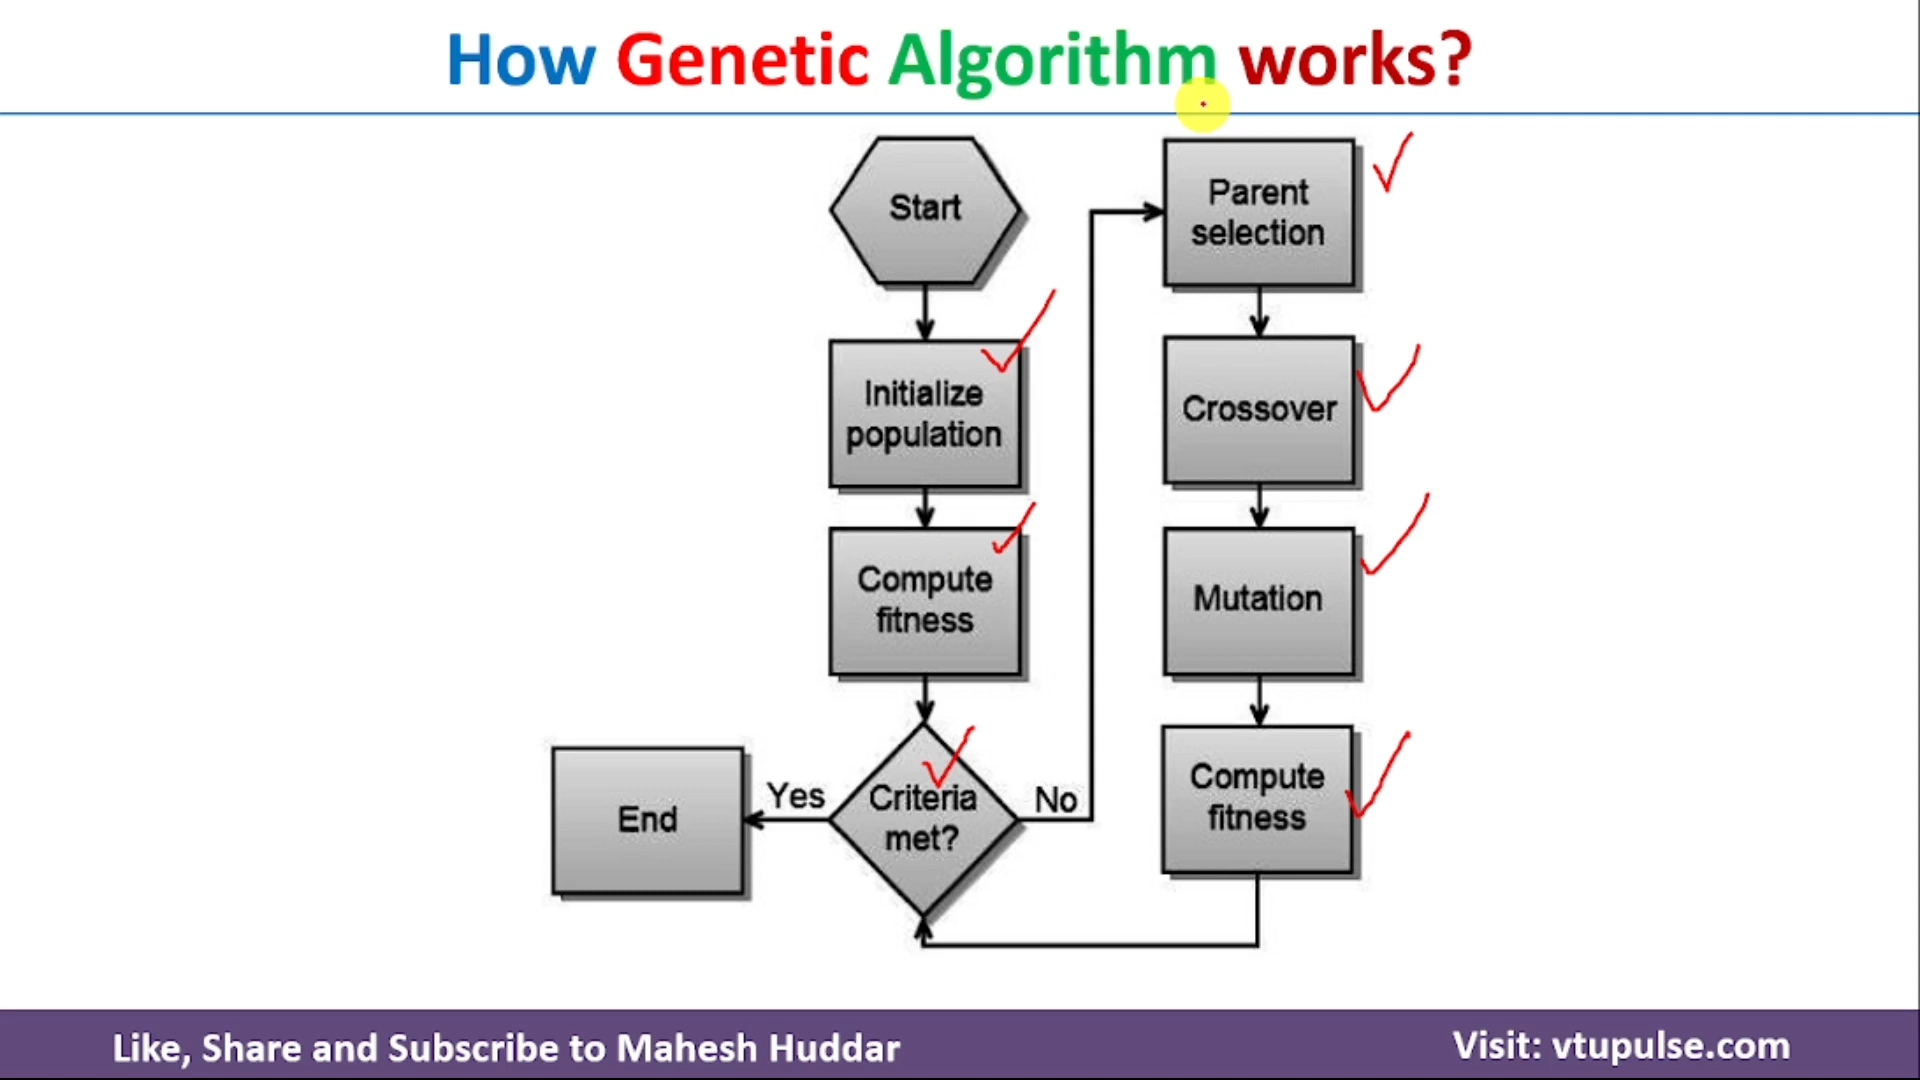 How Genetic Algorithm works?
Start
Initialize
population
Compute
fitness
Criteria
met?
Yes
End
No
Parent
selection
Crossover
Mutation
Compute
fitness
Like, Share and Subscribe to Mahesh Huddar
Visit: vtupulse.com